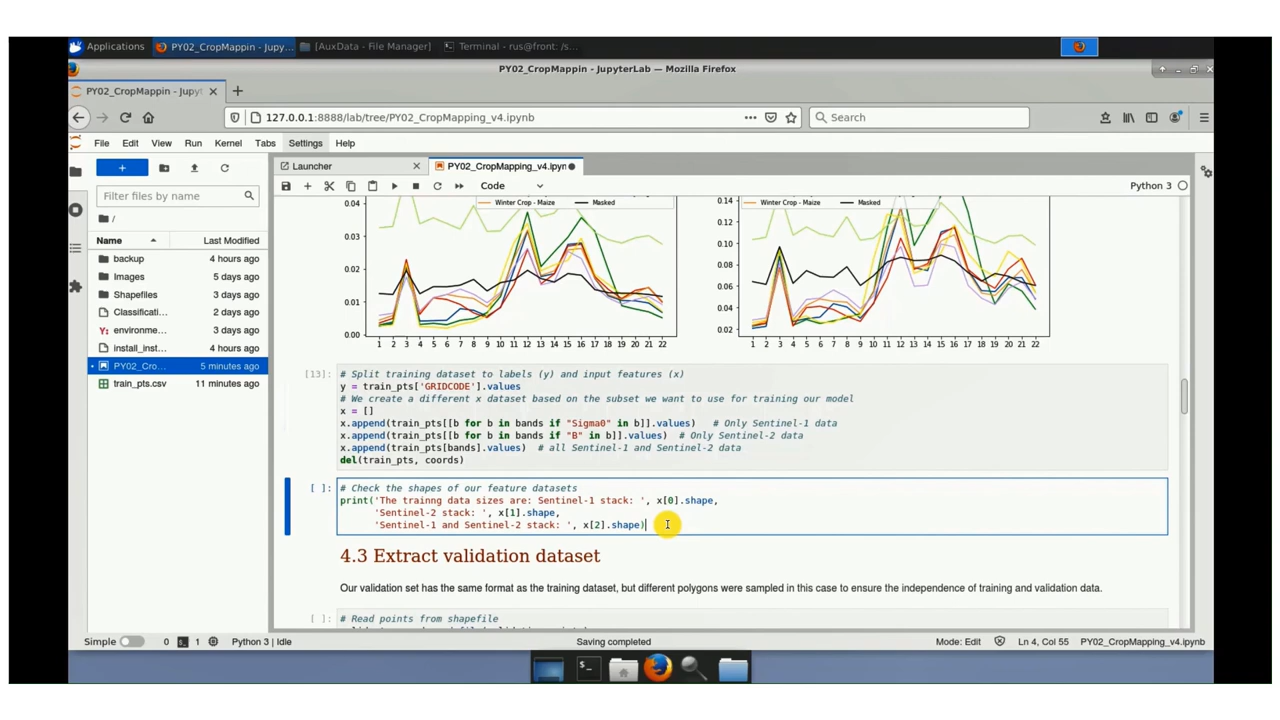 Applications
PY02_CropMappin - Jupy...
[AuxData - File Manager]
Terminal - rus@front: /s...
PY02_CropMappin - JupyterLab — Mozilla Firefox
PY02_CropMappin - Jupyt
127.0.0.1:8888/lab/tree/PY02_CropMapping_v4.ipynb
Search
File Edit View Run Kernel Tabs Settings Help
Launcher
PY02_CropMapping_v4.ipyn
Code
Python 3
Filter files by name
/
Name Last Modified
backup 4 hours ago
Images 5 days ago
Shapefiles 3 days ago
Classificati... 2 days ago
environme... 3 days ago
install_inst... 4 hours ago
PY02_Cro... 5 minutes ago
train_pts.csv 11 minutes ago
0.04
0.03
0.02
0.01
0.00
Winter Crop - Maize Masked
1 2 3 4 5 6 7 8 9 10 11 12 13 14 15 16 17 18 19 20 21 22
0.14
0.12
0.10
0.08
0.06
0.04
0.02
Winter Crop - Maize Masked
1 2 3 4 5 6 7 8 9 10 11 12 13 14 15 16 17 18 19 20 21 22
[13]:
# Split training dataset to labels (y) and input features (x)
y = train_pts['GRIDCODE'].values
# We create a different x dataset based on the subset we want to use for training our model
x = []
x.append(train_pts[[b for b in bands if "Sigma0" in b]].values) # Only Sentinel-1 data
x.append(train_pts[[b for b in bands if "B" in b]].values) # Only Sentinel-2 data
x.append(train_pts[bands].values) # all Sentinel-1 and Sentinel-2 data
del(train_pts, coords)
[ ]:
# Check the shapes of our feature datasets
print('The trainng data sizes are: Sentinel-1 stack: ', x[0].shape,
'Sentinel-2 stack: ', x[1].shape,
'Sentinel-1 and Sentinel-2 stack: ', x[2].shape)
4.3 Extract validation dataset
Our validation set has the same format as the training dataset, but different polygons were sampled in this case to ensure the independence of training and validation data.
[ ]:
# Read points from shapefile
Simple 0 1 Python 3 | Idle Saving completed Mode: Edit Ln 4, Col 55 PY02_CropMapping_v4.ipynb